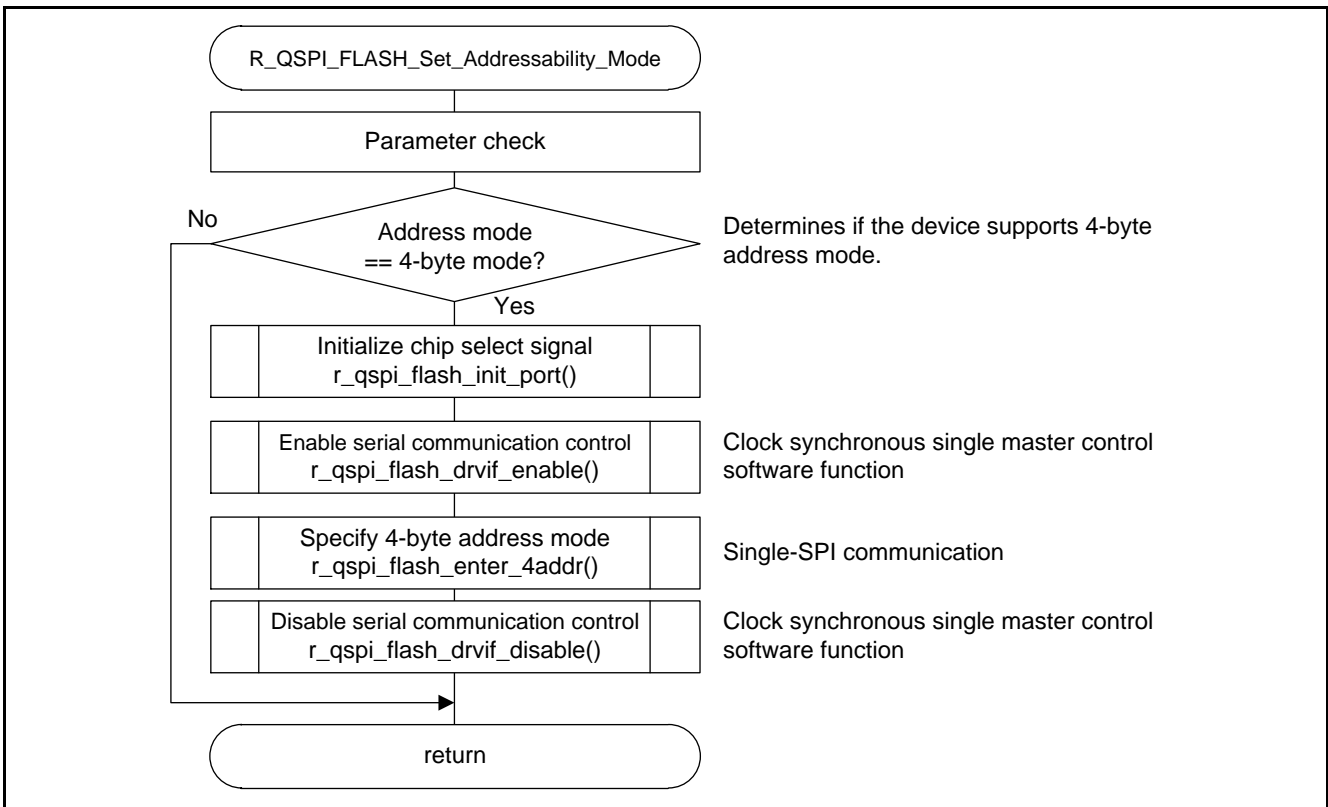 R_QSPI_FLASH_Set_Addressability_Mode
Parameter check
No
Address mode
== 4-byte mode?
Determines if the device supports 4-byte
address mode.
Yes
Initialize chip select signal
r_qspi_flash_init_port()
Enable serial communication control
r_qspi_flash_drvif_enable()
Clock synchronous single master control
software function
Specify 4-byte address mode
r_qspi_flash_enter_4addr()
Single-SPI communication
Disable serial communication control
r_qspi_flash_drvif_disable()
Clock synchronous single master control
software function
return